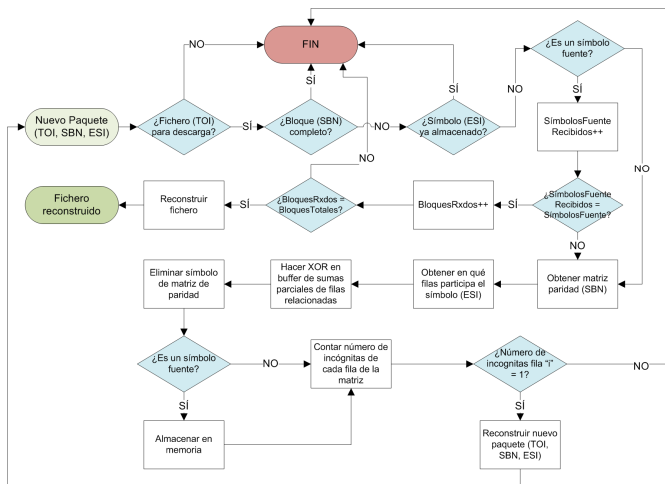 FIN
¿Es un símbolo
fuente?
NO
SÍ
SÍ
NO
NO
SÍ
Nuevo Paquete
(TOI, SBN, ESI)
¿Fichero (TOI)
para descarga?
SÍ
¿Bloque (SBN)
completo?
NO
¿Símbolo (ESI)
ya almacenado?
SímbolosFuente
Recibidos++
NO
NO
Fichero
reconstruido
Reconstruir
fichero
SÍ
¿BloquesRxdos =
BloquesTotales?
BloquesRxdos++
SÍ
¿SímbolosFuente
Recibidos =
SímbolosFuente?
NO
Eliminar símbolo
de matriz de
paridad
Hacer XOR en
buffer de sumas
parciales de filas
relacionadas
Obtener en qué
filas participa el
símbolo (ESI)
Obtener matriz
paridad (SBN)
¿Es un símbolo
fuente?
NO
Contar número de
incógnitas de
cada fila de la
matriz
¿Número de
incognitas fila “i”
= 1?
NO
SÍ
SÍ
Almacenar en
memoria
Reconstruir nuevo
paquete (TOI,
SBN, ESI)